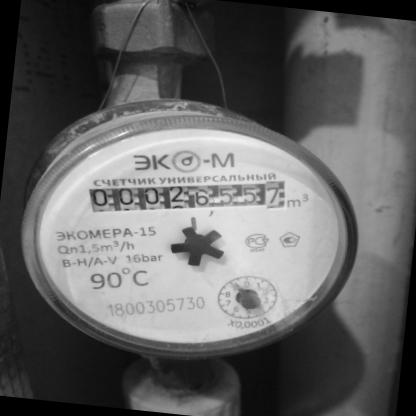 ЭКО-М
СЧЕТЧИК УНИВЕРСАЛЬНЫЙ
00026557 m³
ЭКОМЕРА-15
Qn1,5m³/h
B-H/A-V 16bar
90°C
1800305730
x0,0001